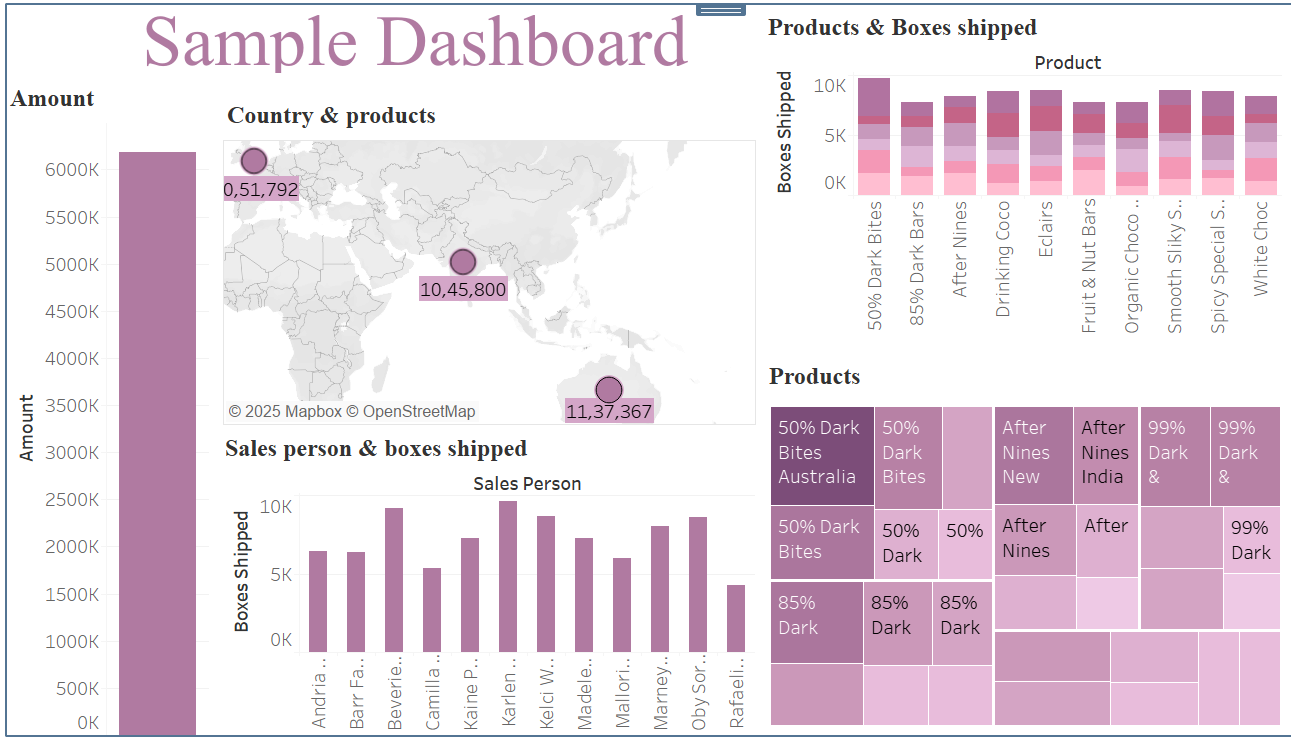 Sample Dashboard
Amount
Amount
6000K
5500K
5000K
4500K
4000K
3500K
3000K
2500K
2000K
1500K
1000K
500K
0K
Country & products
0,51,792
10,45,800
11,37,367
© 2025 Mapbox © OpenStreetMap
Sales person & boxes shipped
Sales Person
Boxes Shipped
10K
5K
0K
Andria ..
Barr Fa..
Beverie..
Camilla ..
Kaine P..
Karlen ..
Kelci W..
Madele..
Mallori..
Marney..
Oby Sor..
Rafaeli..
Products & Boxes shipped
Product
Boxes Shipped
10K
5K
0K
50% Dark Bites
85% Dark Bars
After Nines
Drinking Coco
Eclairs
Fruit & Nut Bars
Organic Choco ..
Smooth Sliky S..
Spicy Special S..
White Choc
Products
50% Dark
Bites
Australia
50%
Dark
Bites
50% Dark
Bites
50%
Dark
50%
85%
Dark
85%
Dark
85%
Dark
After
Nines
New
After
Nines
India
After
Nines
After
99%
Dark
&
99%
Dark
&
99%
Dark